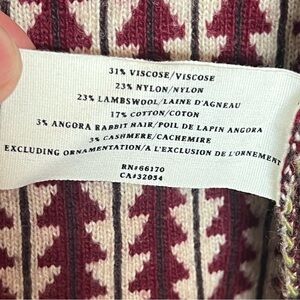 31% VISCOSE/VISCOSE
23% NYLON/NYLON
23% LAMBSWOOL/LAINE D'AGNEAU
17% COTTON/COTON
3% ANGORA RABBIT HAIR/POIL DE LAPIN ANGORA
3% CASHMERE/CACHEMIRE
EXCLUDING ORNAMENTATION/A L'EXCLUSION DE L'ORNEMENT
RN#66170
CA#32054